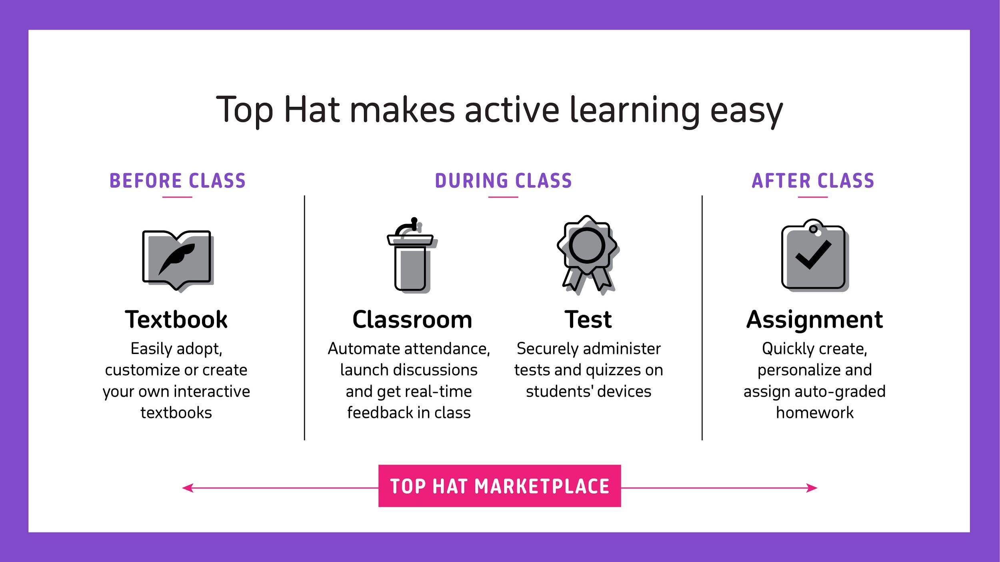 Top Hat makes active learning easy
BEFORE CLASS
Textbook
Easily adopt,
customize or create
your own interactive
textbooks
DURING CLASS
Classroom
Automate attendance,
launch discussions
and get real-time
feedback in class
Test
Securely administer
tests and quizzes on
students' devices
AFTER CLASS
Assignment
Quickly create,
personalize and
assign auto-graded
homework
TOP HAT MARKETPLACE